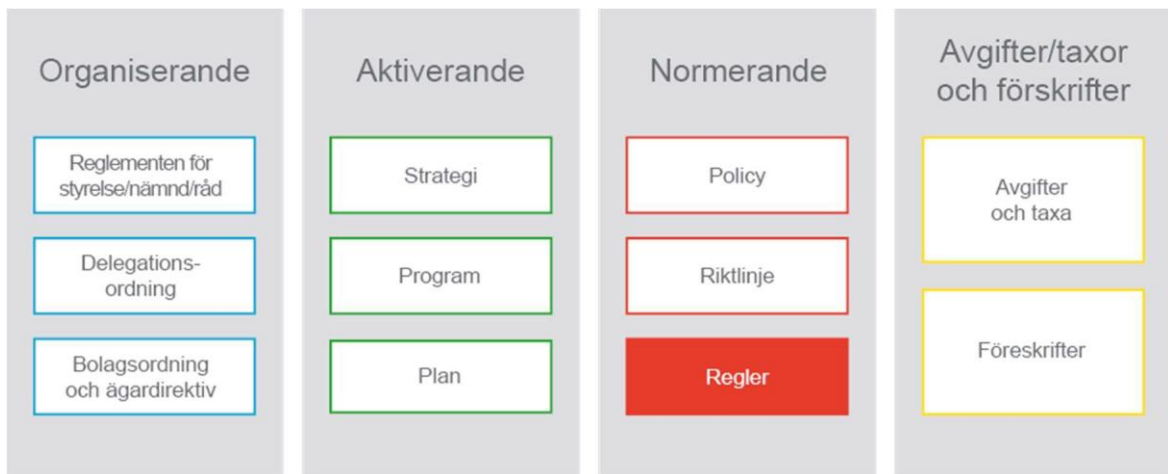 Organiserande
Reglementen för
styrelse/nämnd/råd
Delegations-
ordning
Bolagsordning
och ägardirektiv
Aktiverande
Strategi
Program
Plan
Normerande
Policy
Riktlinje
Regler
Avgifter/taxor
och förskrifter
Avgifter
och taxa
Föreskrifter